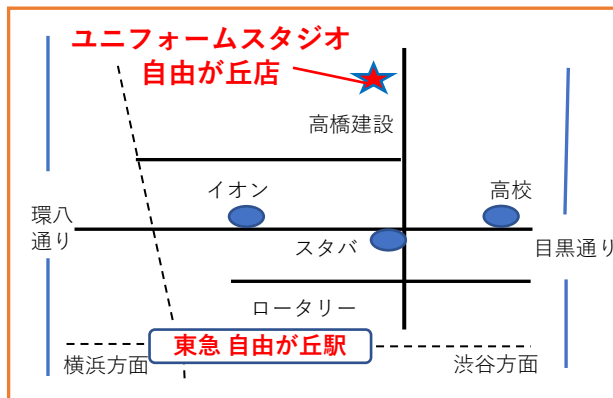 ユニフォームスタジオ
自由が丘店
高橋建設
イオン
高校
環八
通り
スタバ
目黒通り
ロータリー
東急 自由が丘駅
横浜方面
渋谷方面